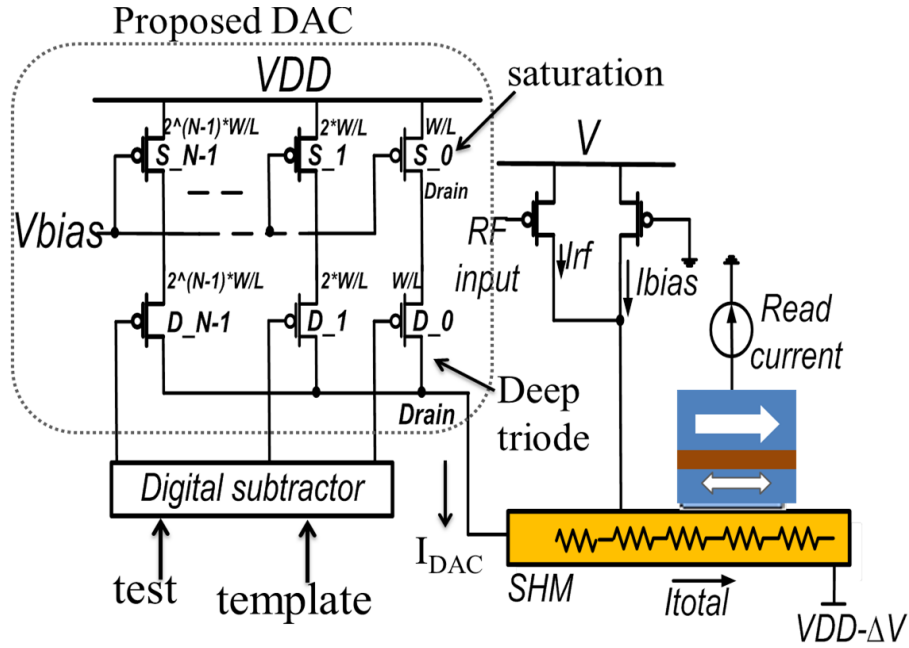 Proposed DAC
VDD
saturation
2^(N-1)*W/L
2*W/L
W/L
S_N-1
S_1
S_0
Drain
Vbias
V
RF
input
Irf
Ibias
2^(N-1)*W/L
2*W/L
W/L
D_N-1
D_1
D_0
Read
current
Deep
triode
Drain
Digital subtractor
I_DAC
test
template
SHM
Itotal
VDD-ΔV